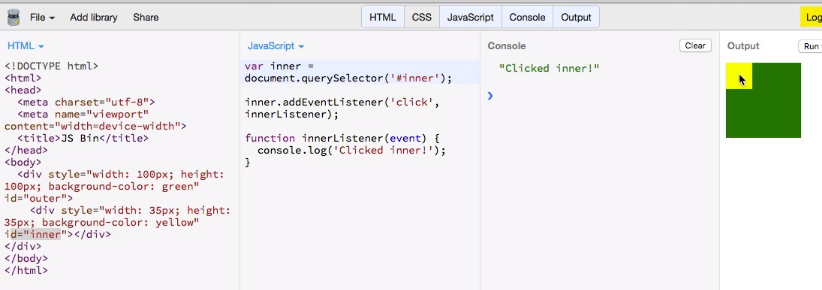 File Add library Share HTML CSS JavaScript Console Output
HTML
<!DOCTYPE html>
<html>
<head>
<meta charset="utf-8">
<meta name="viewport"
content="width=device-width">
<title>JS Bin</title>
</head>
<body>
<div style="width: 100px; height:
100px; background-color: green"
id="outer">
<div style="width: 35px; height:
35px; background-color: yellow"
id="inner"></div>
</div>
</body>
</html>
JavaScript
var inner =
document.querySelector('#inner');
inner.addEventListener('click',
innerListener);
function innerListener(event) {
console.log('Clicked inner!');
}
Console Clear
"Clicked inner!"
Output Run